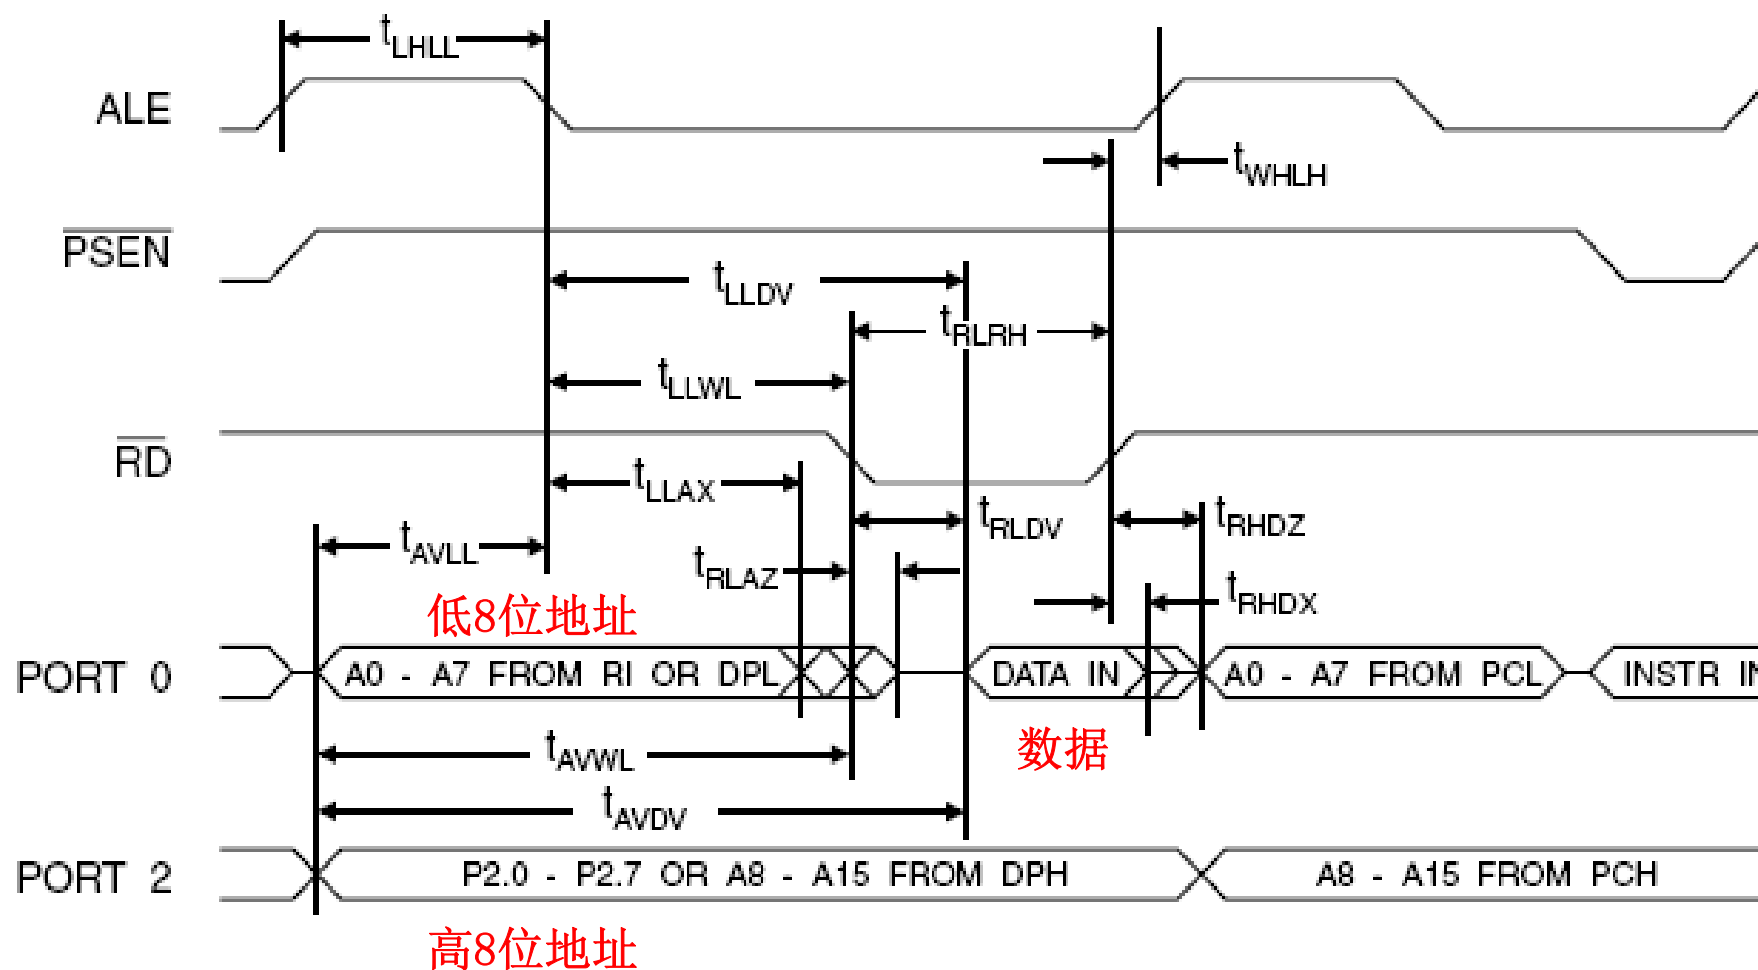 tLHLL
ALE
tWHLH
PSEN
tLLDV
tRLRH
tLLWL
RD
tLLAX
tRLDV
tRHDZ
tAVLL
tRLAZ
tRHDX
低8位地址
PORT 0
A0 - A7 FROM RI OR DPL
DATA IN
A0 - A7 FROM PCL
INSTR IN
tAVWL
数据
tAVDV
PORT 2
P2.0 - P2.7 OR A8 - A15 FROM DPH
A8 - A15 FROM PCH
高8位地址